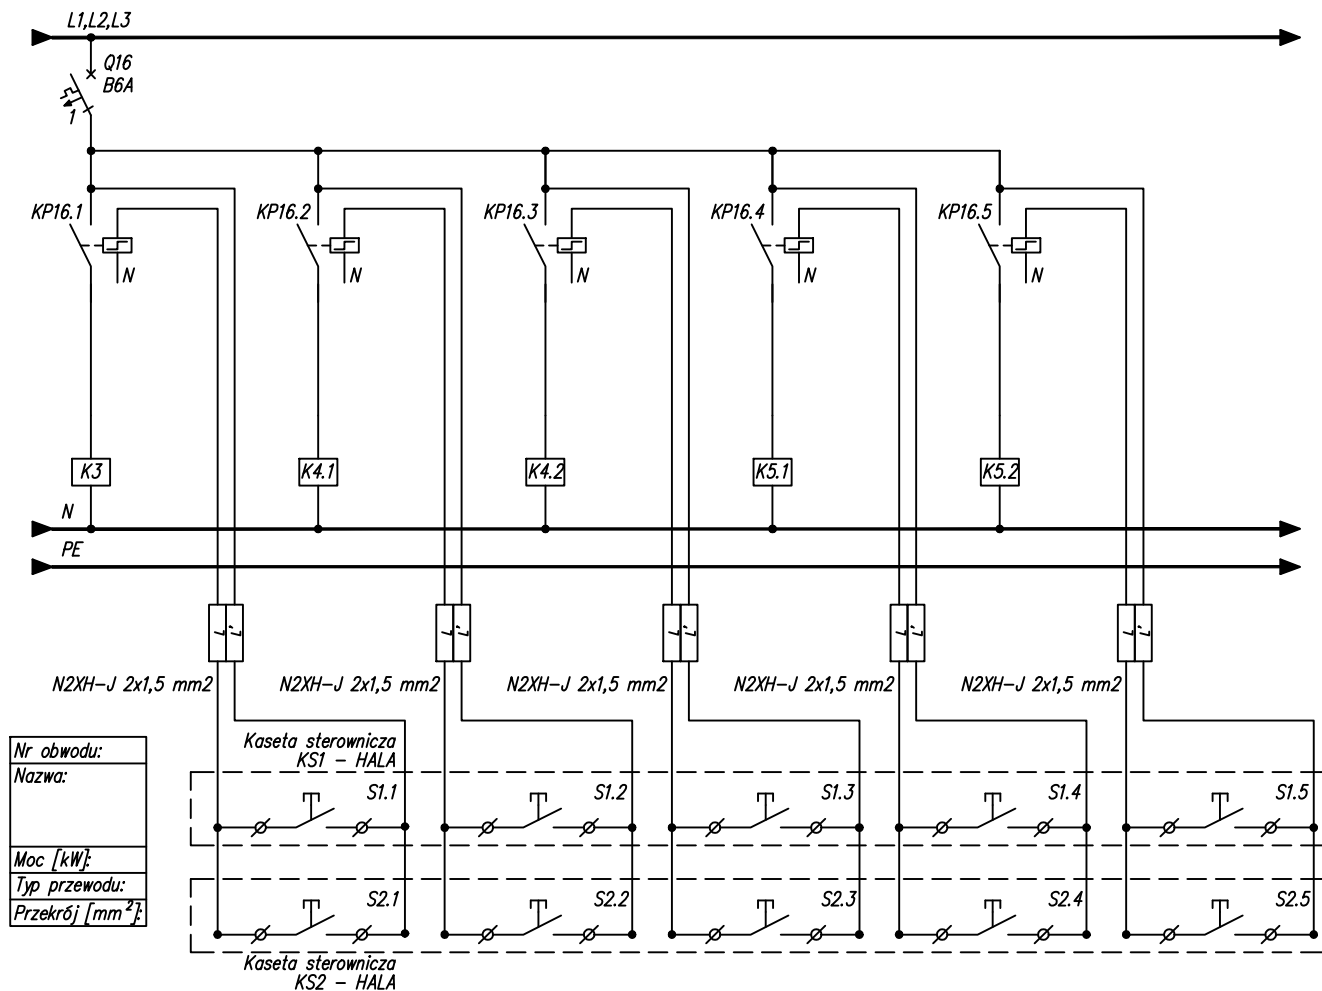 L1,L2,L3
Q16
B6A
1
KP16.1
KP16.2
KP16.3
KP16.4
KP16.5
N
N
N
N
N
K3
K4.1
K4.2
K5.1
K5.2
N
PE
L
L'
L
L'
L
L'
L
L'
L
L'
N2XH-J 2x1,5 mm2
N2XH-J 2x1,5 mm2
N2XH-J 2x1,5 mm2
N2XH-J 2x1,5 mm2
N2XH-J 2x1,5 mm2
Kaseta sterownicza
KS1 - HALA
Nr obwodu:
Nazwa:
Moc [kW]:
Typ przewodu:
Przekrój [mm²]:
S1.1
S1.2
S1.3
S1.4
S1.5
S2.1
S2.2
S2.3
S2.4
S2.5
Kaseta sterownicza
KS2 - HALA